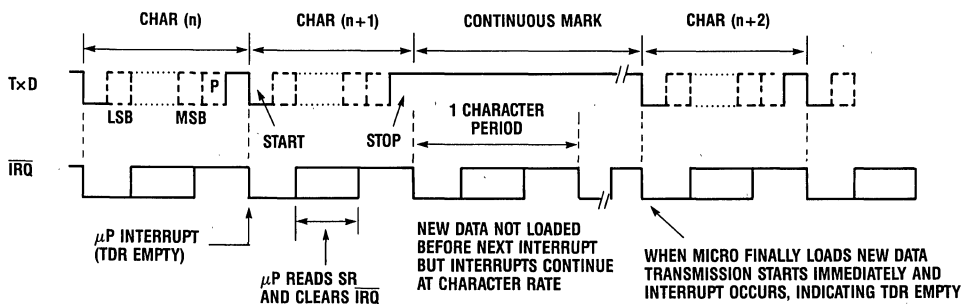 CHAR (n)
CHAR (n+1)
CONTINUOUS MARK
CHAR (n+2)
T×D
P
LSB
MSB
START
STOP
1 CHARACTER
PERIOD
IRQ
μP INTERRUPT
(TDR EMPTY)
μP READS SR
AND CLEARS IRQ
NEW DATA NOT LOADED
BEFORE NEXT INTERRUPT
BUT INTERRUPTS CONTINUE
AT CHARACTER RATE
WHEN MICRO FINALLY LOADS NEW DATA
TRANSMISSION STARTS IMMEDIATELY AND
INTERRUPT OCCURS, INDICATING TDR EMPTY